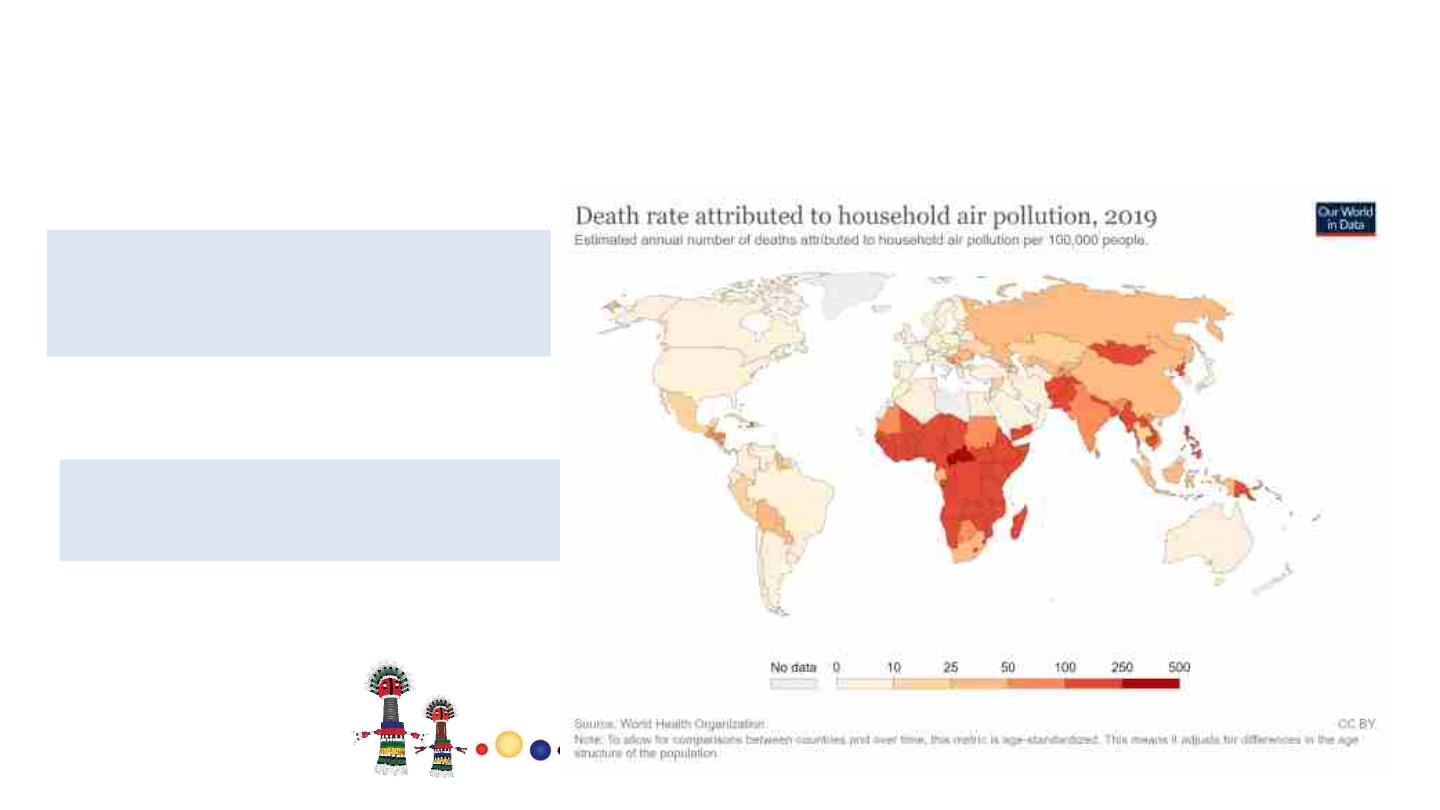 Death rate attributed to household air pollution, 2019
Our World
in Data
Estimated annual number of deaths attributed to household air pollution per 100,000 people.
No data 0 10 25 50 100 250 500
Source: World Health Organization.
CC BY
Note: To allow for comparisons between countries and over time, this metric is age-standardized. This means it adjusts for differences in the age
structure of the population.